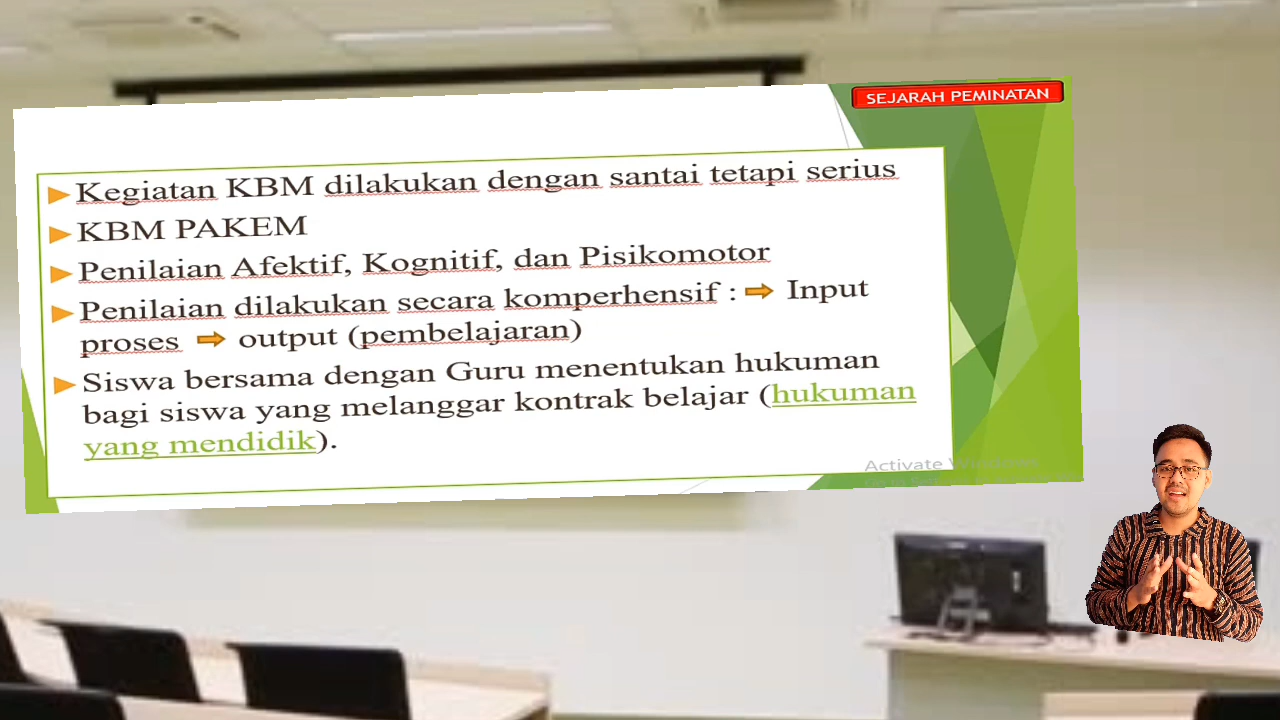 SEJARAH PEMINATAN
Kegiatan KBM dilakukan dengan santai tetapi serius
KBM PAKEM
Penilaian Afektif, Kognitif, dan Pisikomotor
Penilaian dilakukan secara komperhensif : ⇨ Input
proses ⇨ output (pembelajaran)
Siswa bersama dengan Guru menentukan hukuman
bagi siswa yang melanggar kontrak belajar (hukuman
yang mendidik).
Activate Windows